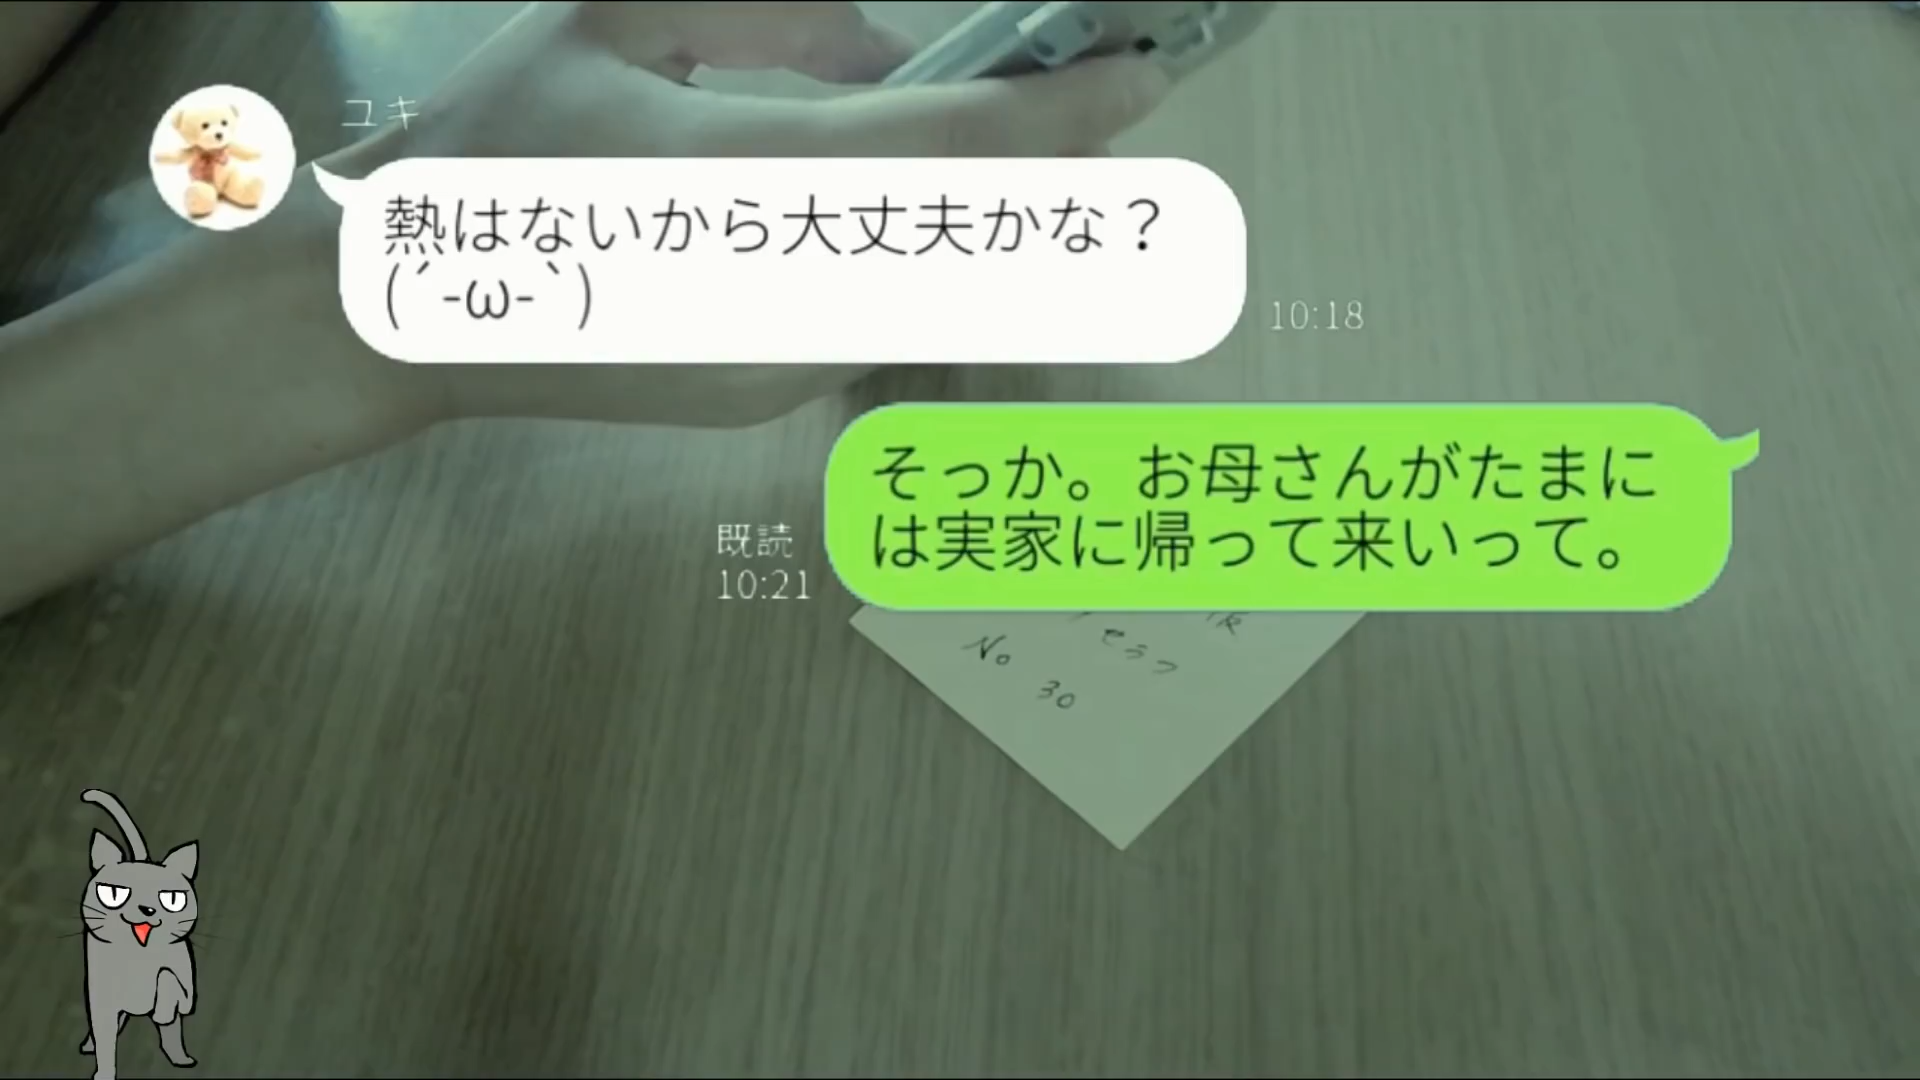 ユキ
熱はないから大丈夫かな？
(´-ω-`)
10:18
そっか。お母さんがたまに
は実家に帰って来いって。
既読
10:21
No
30